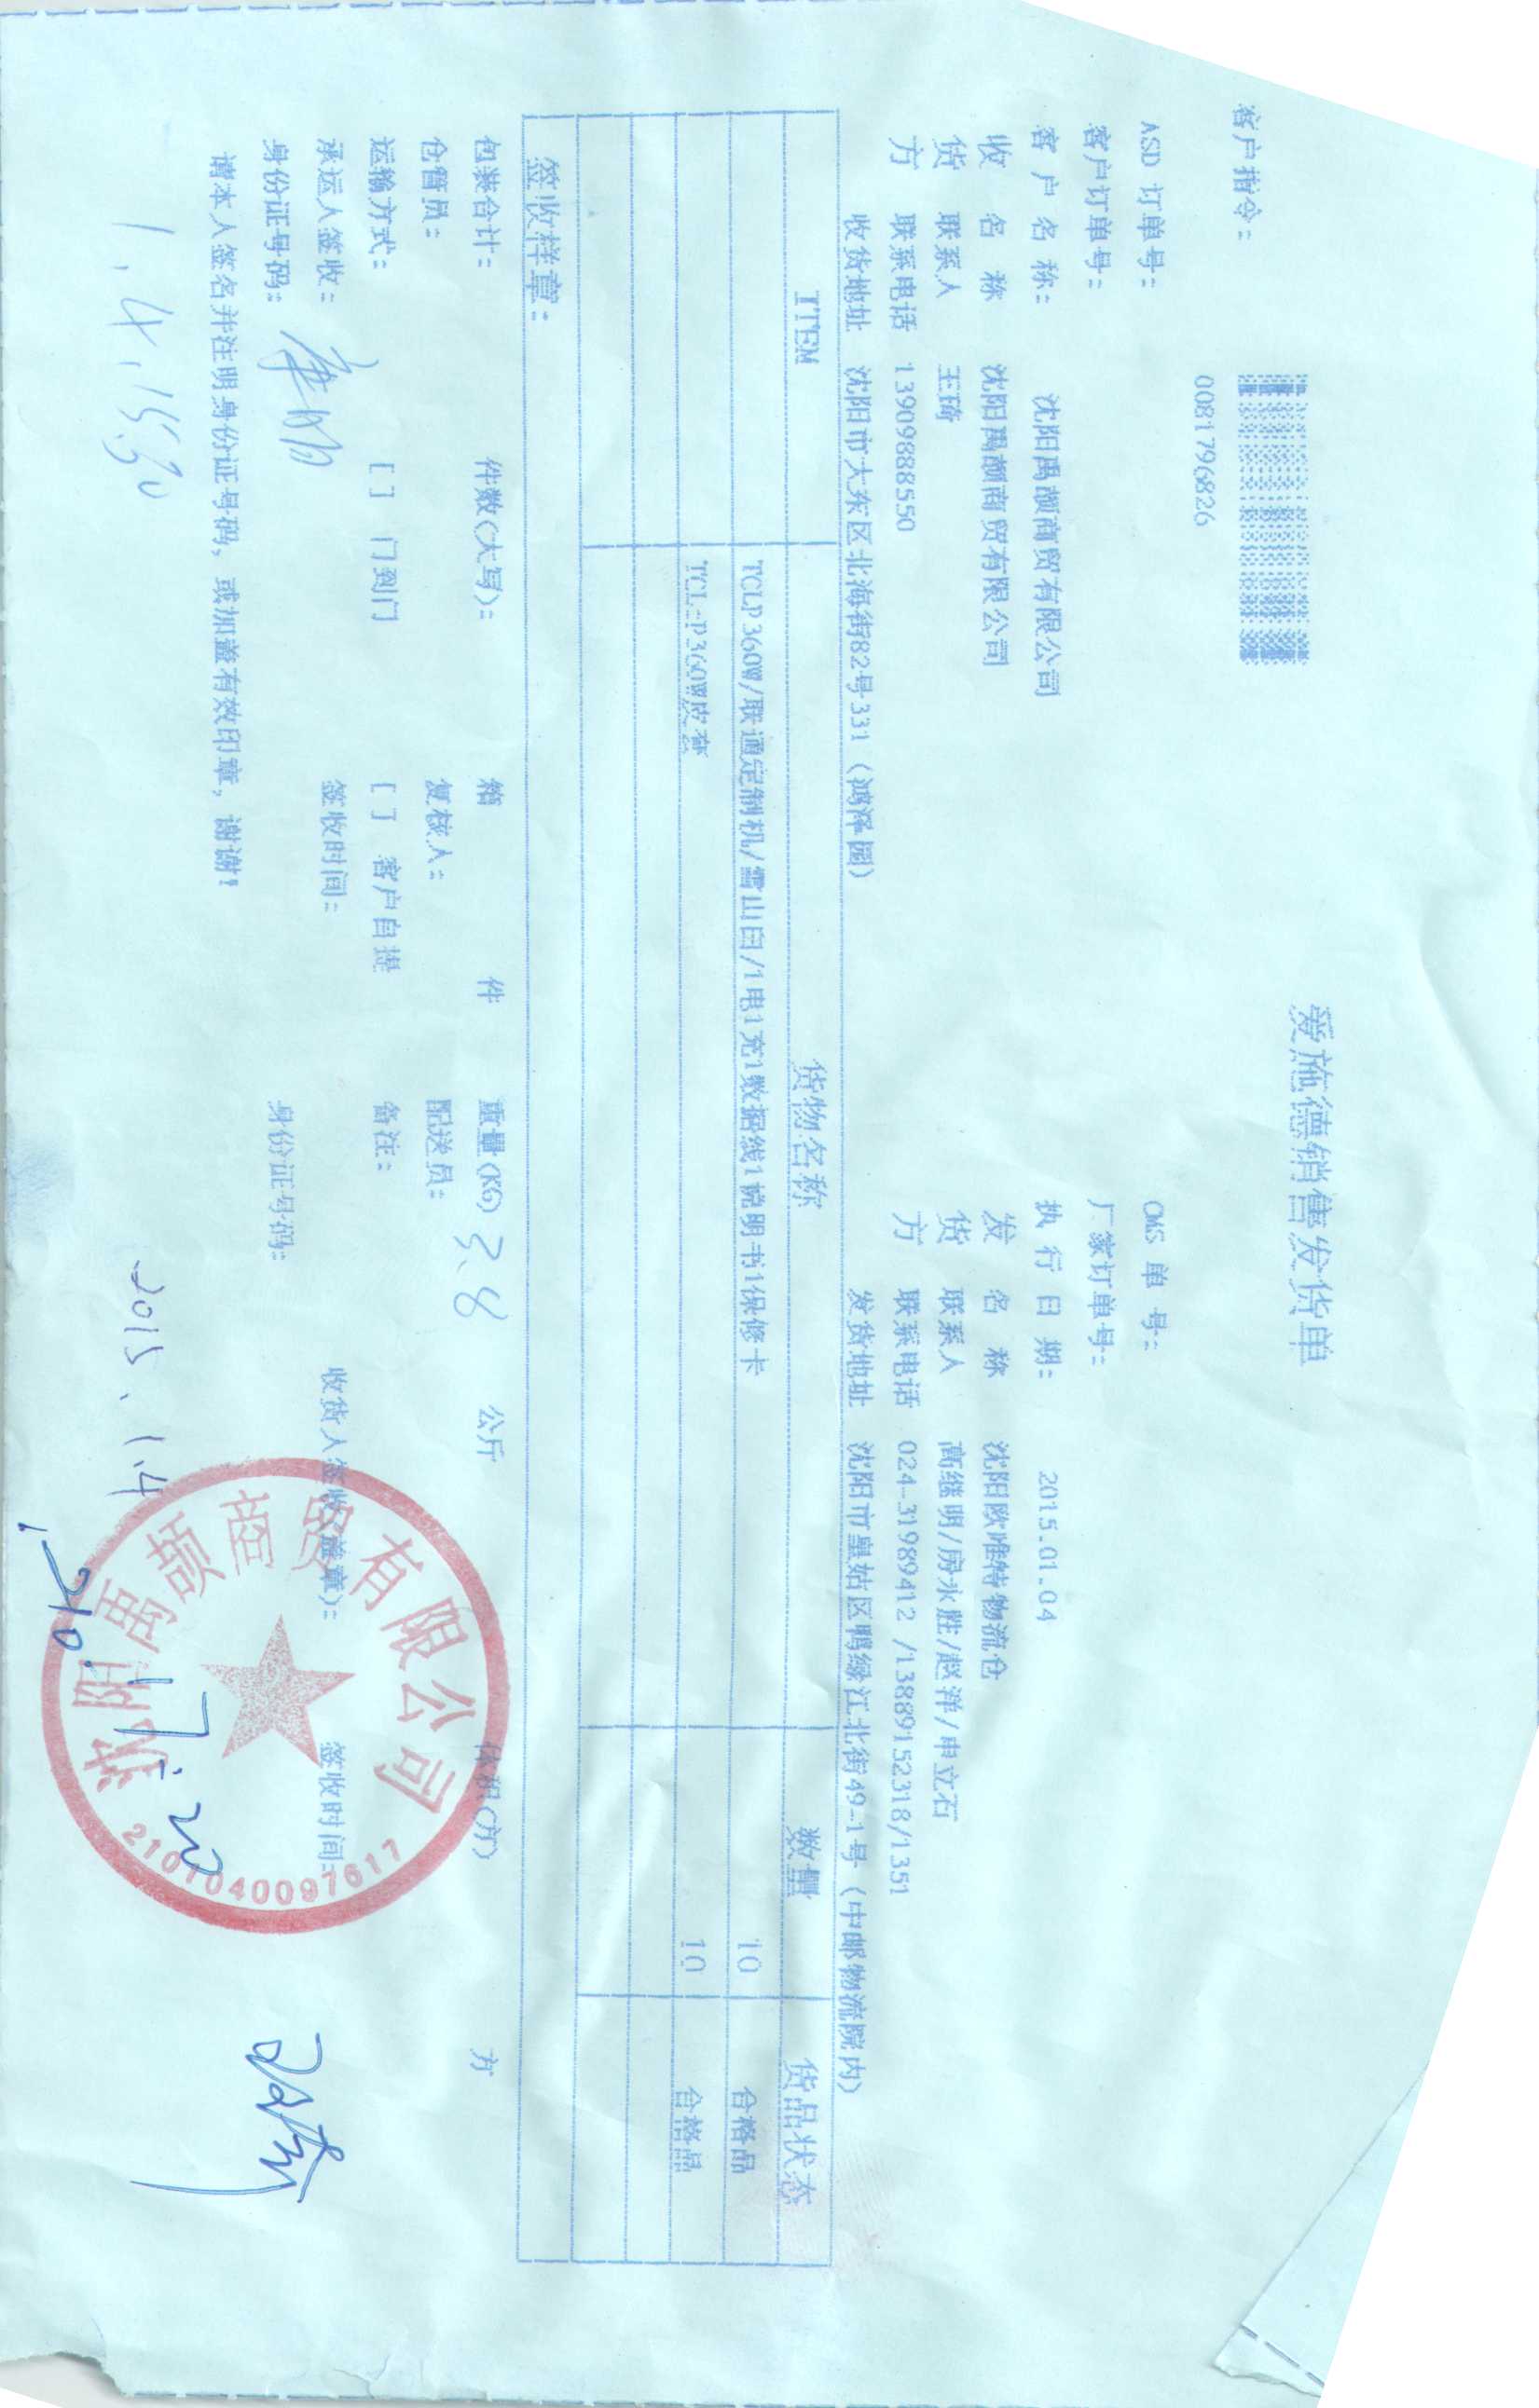 爱施德销售发货单
客户指令：
0081796826
ASD 订单号： CMS 单 号：
客户订单号： 厂家订单号：
客 户 名 称： 沈阳禹颛商贸有限公司 执 行 日 期： 2015.01.04
收 名 称 沈阳禹颛商贸有限公司 发 名 称 沈阳欧唯特物流仓
货 联系人 王琦 货 联系人 高继明/房永胜/赵洋/申立石
方 联系电话 13909888550 方 联系电话 024-31989412 /13889152318/1351
收货地址 沈阳市大东区北海街82号331（鸿泽园） 发货地址 沈阳市皇姑区鸭绿江北街49-1号（中邮物流院内）
ITEM 货物名称 数量 货品状态
TCLP360W/联通定制机/雪山白/1电1充1数据线1说明书1保修卡 10 合格品
TCL-P360W皮套 10 合格品
签收样章：
包装合计： 件数(大写)： 箱 件 重量(KG) 3.8 公斤 体积(方) 方
仓管员： 复核人： 配送员：
运输方式： [ ] 门到门 [ ] 客户自提 备注：
承运人签收： 签收时间： 收货人签收(盖章)： 签收时间：
身份证号码： 身份证号码：
请本人签名并注明身份证号码，或加盖有效印章，谢谢！
1.4,15:30
2015、1.4
17:20
沈阳禹颛商贸有限公司
2101040097617